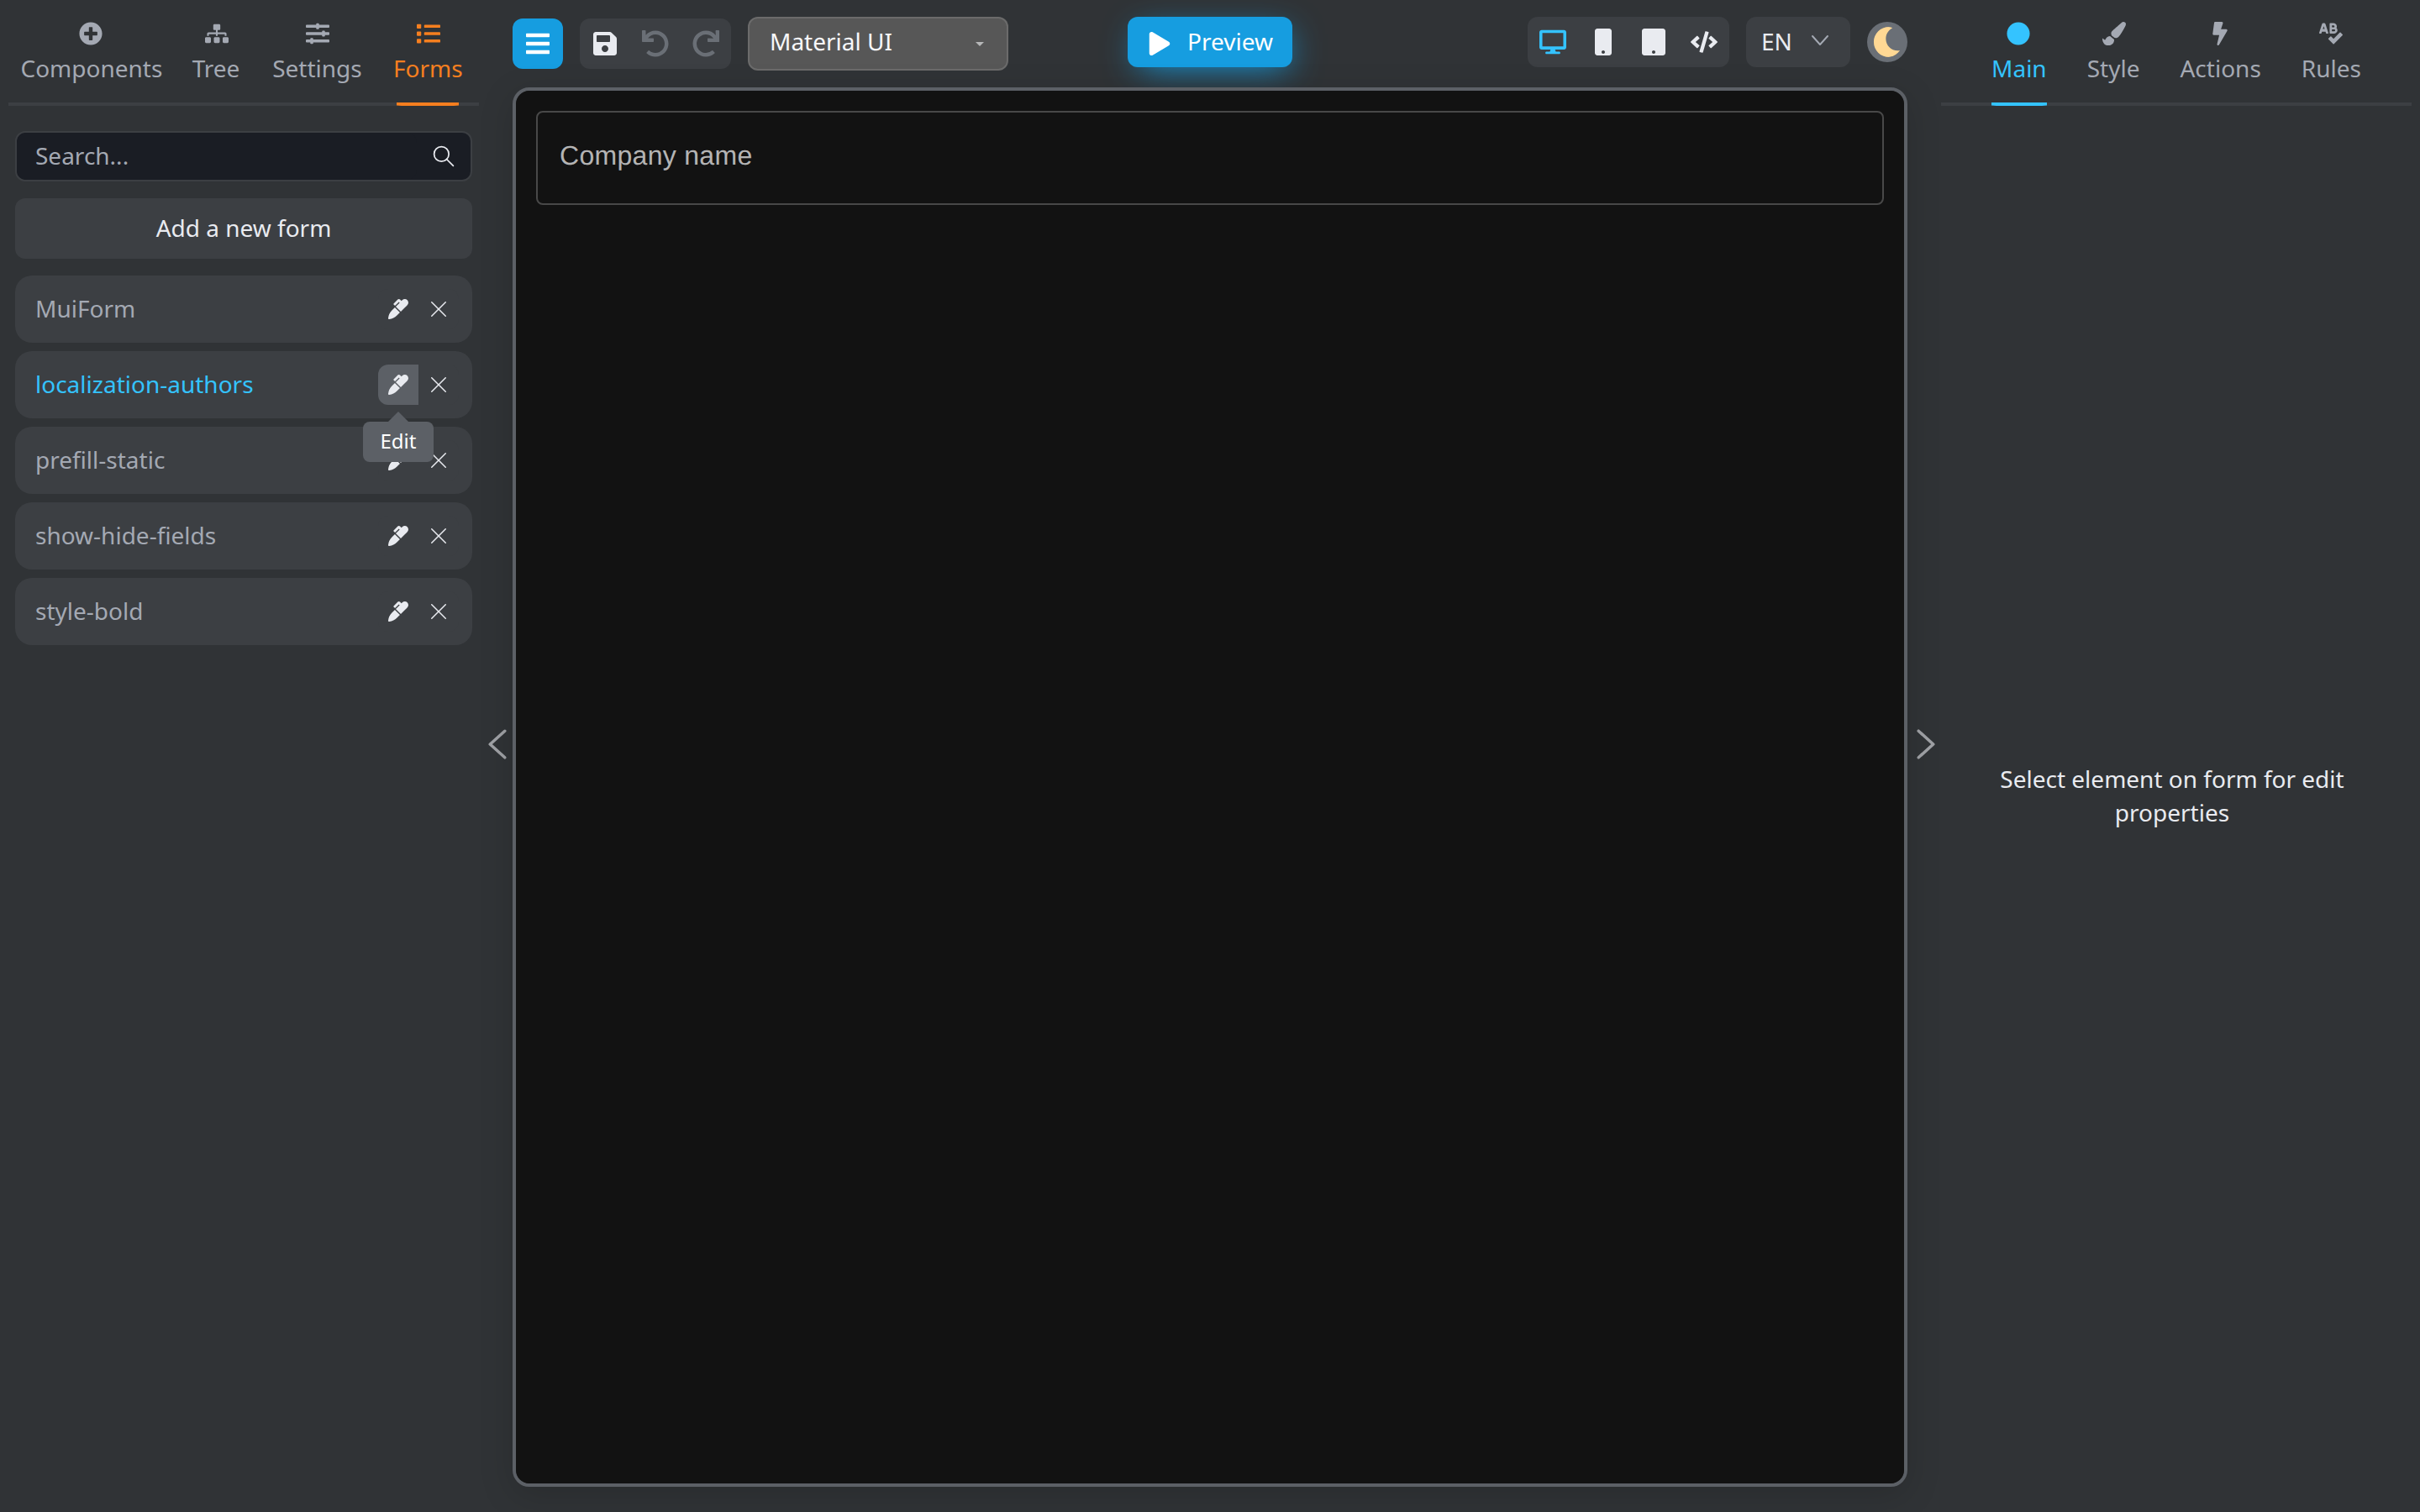 Components
Tree
Settings
Forms
Material UI
Preview
EN
Main
Style
Actions
AB
Rules
Search...
Add a new form
MuiForm
localization-authors
Edit
prefill-static
show-hide-fields
style-bold
Company name
Select element on form for edit
properties